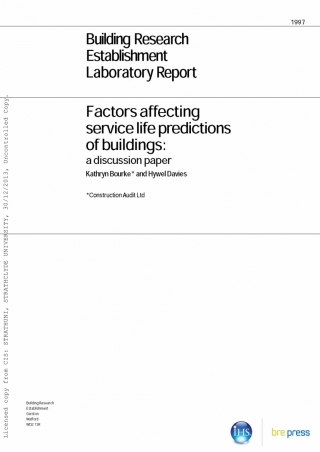 1997
Building Research
Establishment
Laboratory Report
Factors affecting
service life predictions
of buildings:
a discussion paper
Kathryn Bourke* and Hywel Davies
*Construction Audit Ltd
Licensed copy from CIS: STRATHUNI, STRATHCLYDE UNIVERSITY, 30/12/2013, Uncontrolled Copy.
Building Research
Establishment
Garston
Watford
WD2 7JR
IHS
bre press